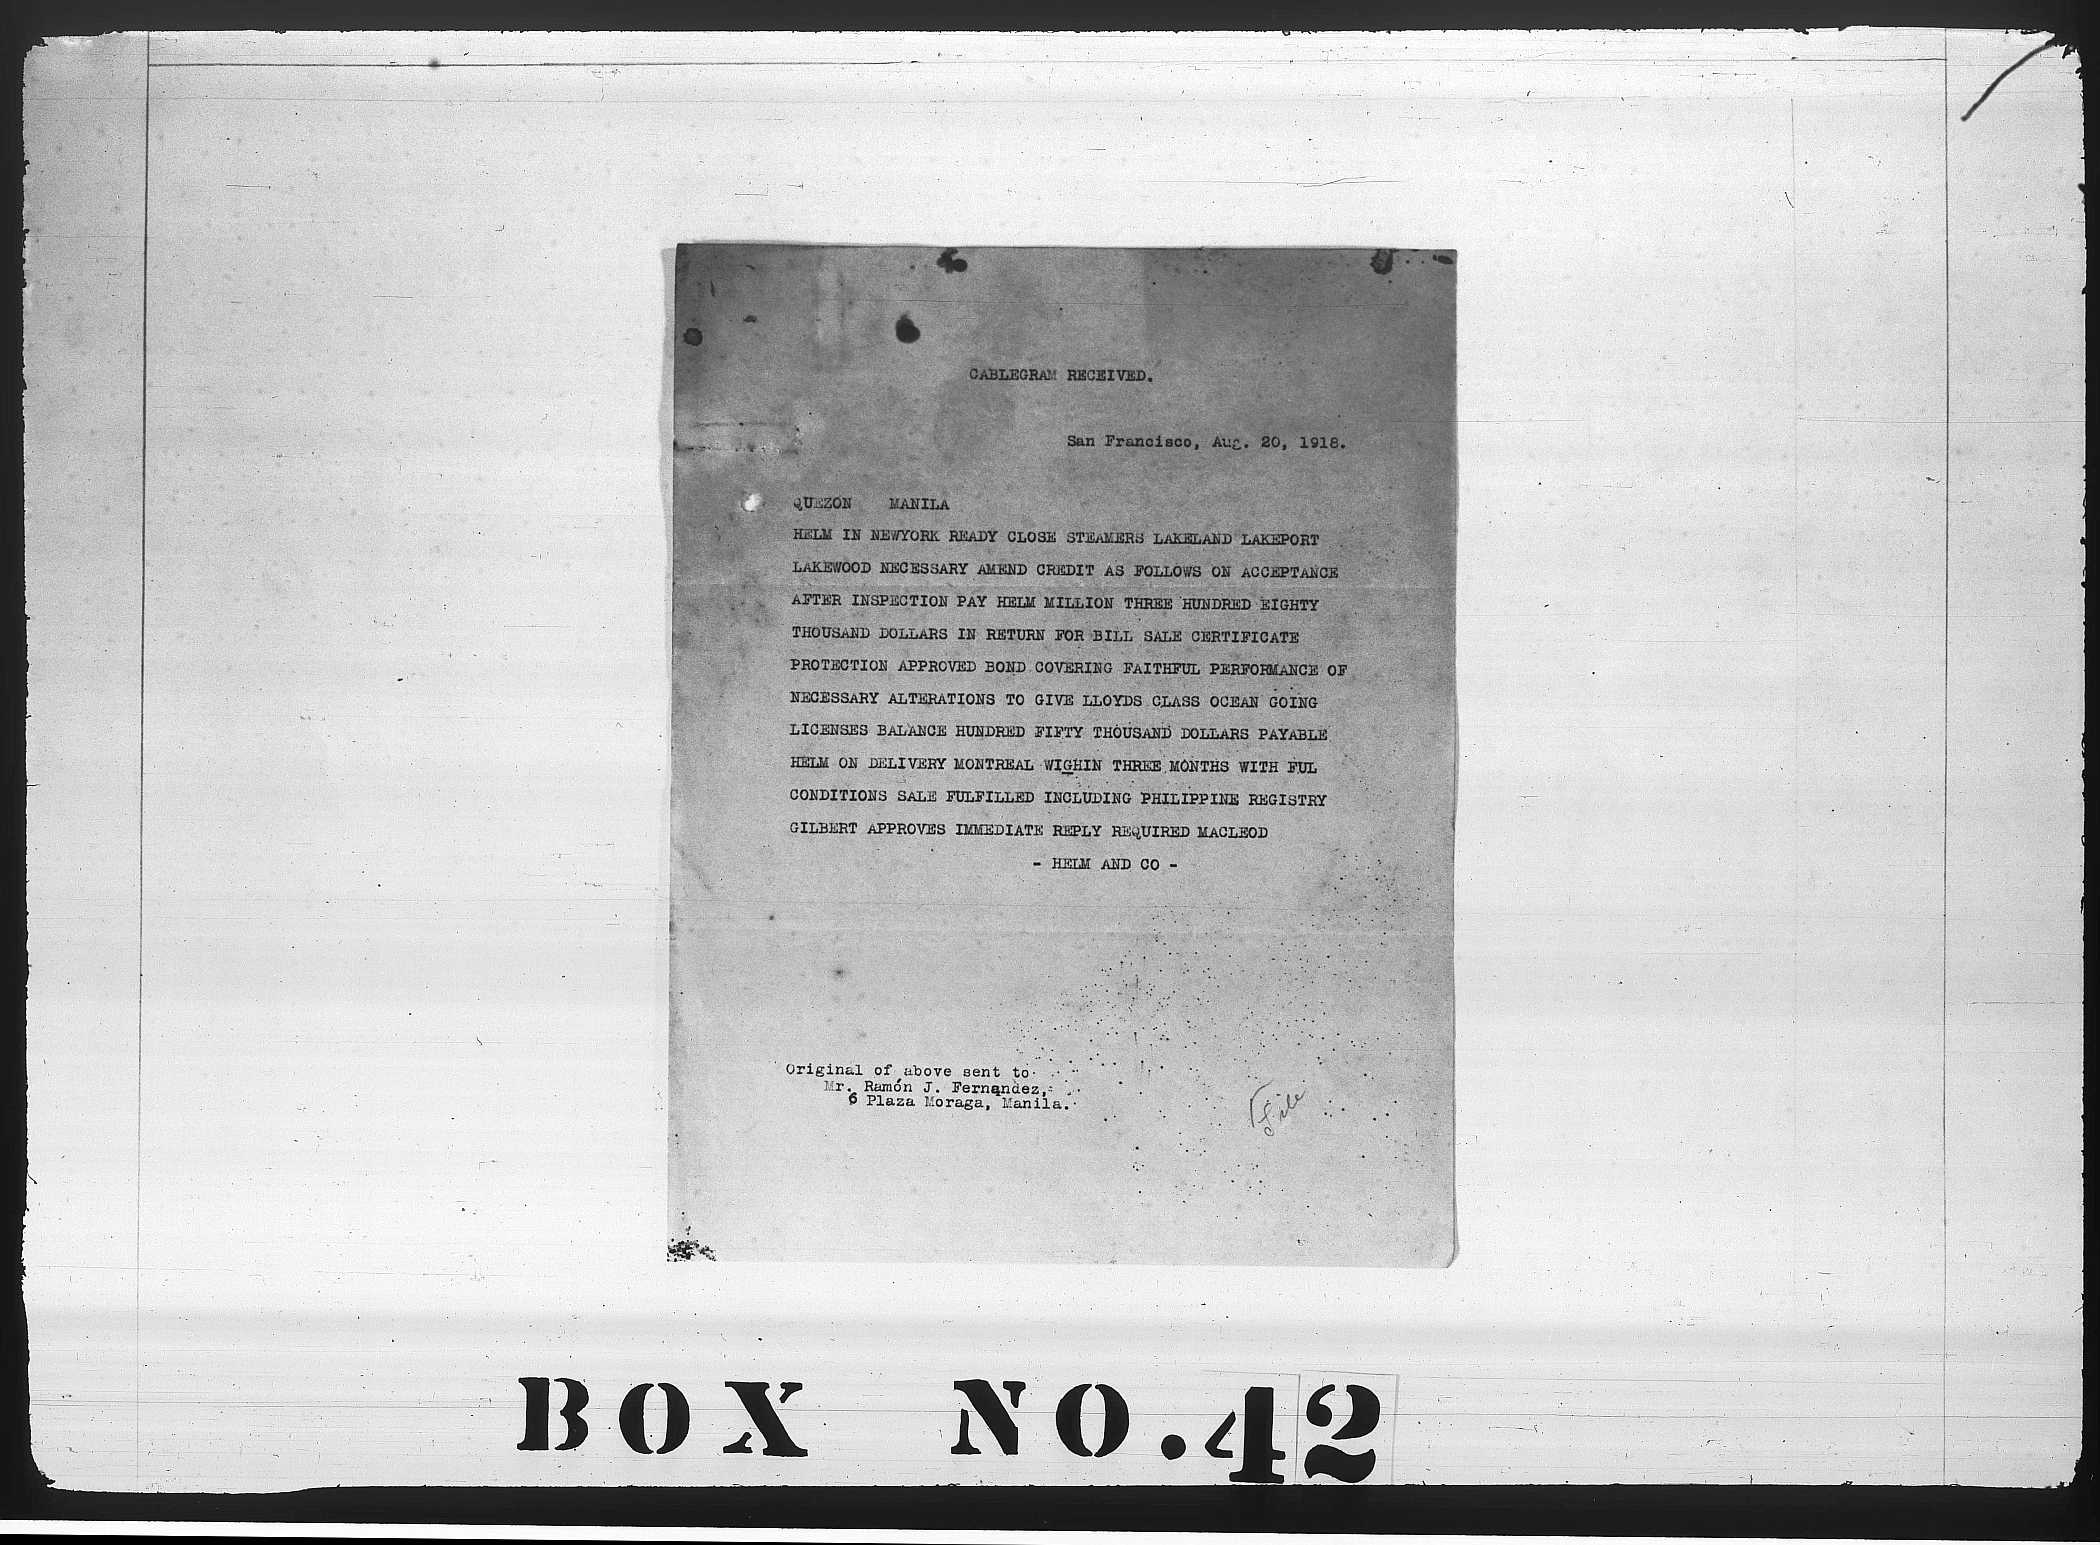 CABLEGRAM RECEIVED.
San Francisco, Aug. 20, 1918.
QUEZON MANILA
HELM IN NEWYORK READY CLOSE STEAMERS LAKELAND LAKEPORT
LAKEWOOD NECESSARY AMEND CREDIT AS FOLLOWS ON ACCEPTANCE
AFTER INSPECTION PAY HELM MILLION THREE HUNDRED EIGHTY
THOUSAND DOLLARS IN RETURN FOR BILL SALE CERTIFICATE
PROTECTION APPROVED BOND COVERING FAITHFUL PERFORMANCE OF
NECESSARY ALTERATIONS TO GIVE LLOYDS CLASS OCEAN GOING
LICENSES BALANCE HUNDRED FIFTY THOUSAND DOLLARS PAYABLE
HELM ON DELIVERY MONTREAL WIGHIN THREE MONTHS WITH FUL
CONDITIONS SALE FULFILLED INCLUDING PHILIPPINE REGISTRY
GILBERT APPROVES IMMEDIATE REPLY REQUIRED MACLEOD
- HELM AND CO -
Original of above sent to
Mr. Ramón J. Fernandez,
6 Plaza Moraga, Manila.
File
BOX NO.42